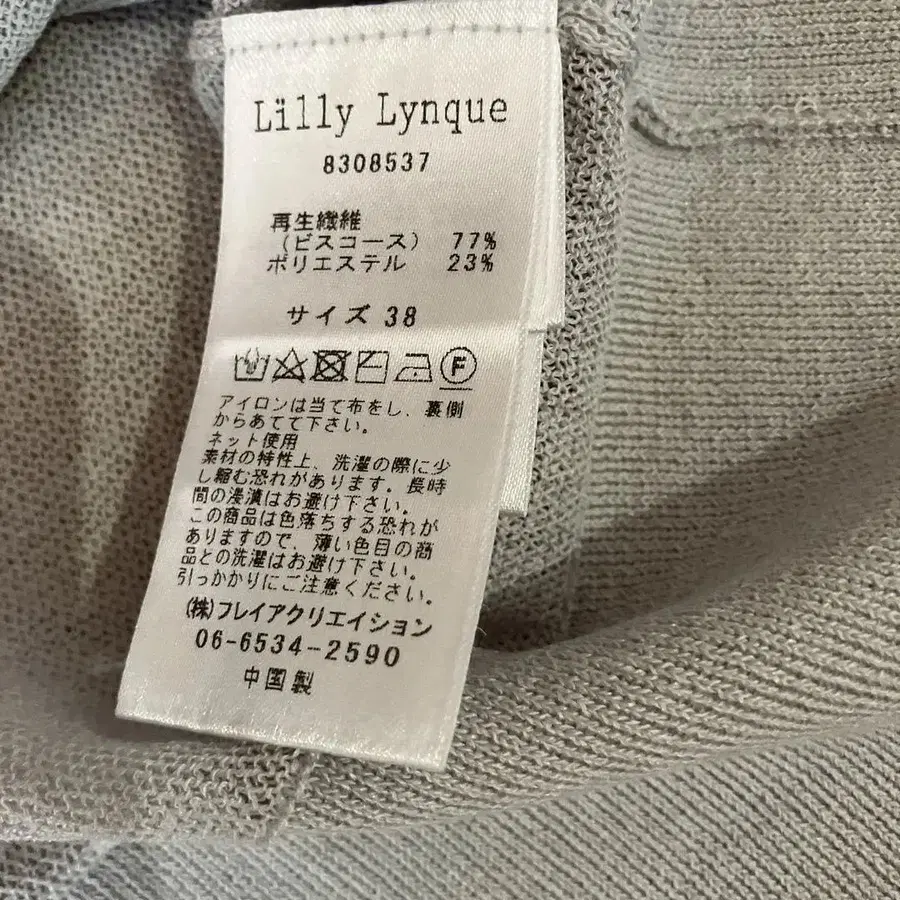 Lilly Lynque
8308537
再生繊維
（ビスコース） 77%
ポリエステル 23%
サイズ 38
F
アイロンは当て布をし、裏側
からあてて下さい。
ネット使用
素材の特性上、洗濯の際に少
し縮む恐れがあります。長時
間の浸漬はお避け下さい。
この商品は色落ちする恐れが
ありますので、薄い色目の商
品との洗濯はお避け下さい。
引っかかりにご注意ください。
(株)フレイアクリエイション
06-6534-2590
中国製